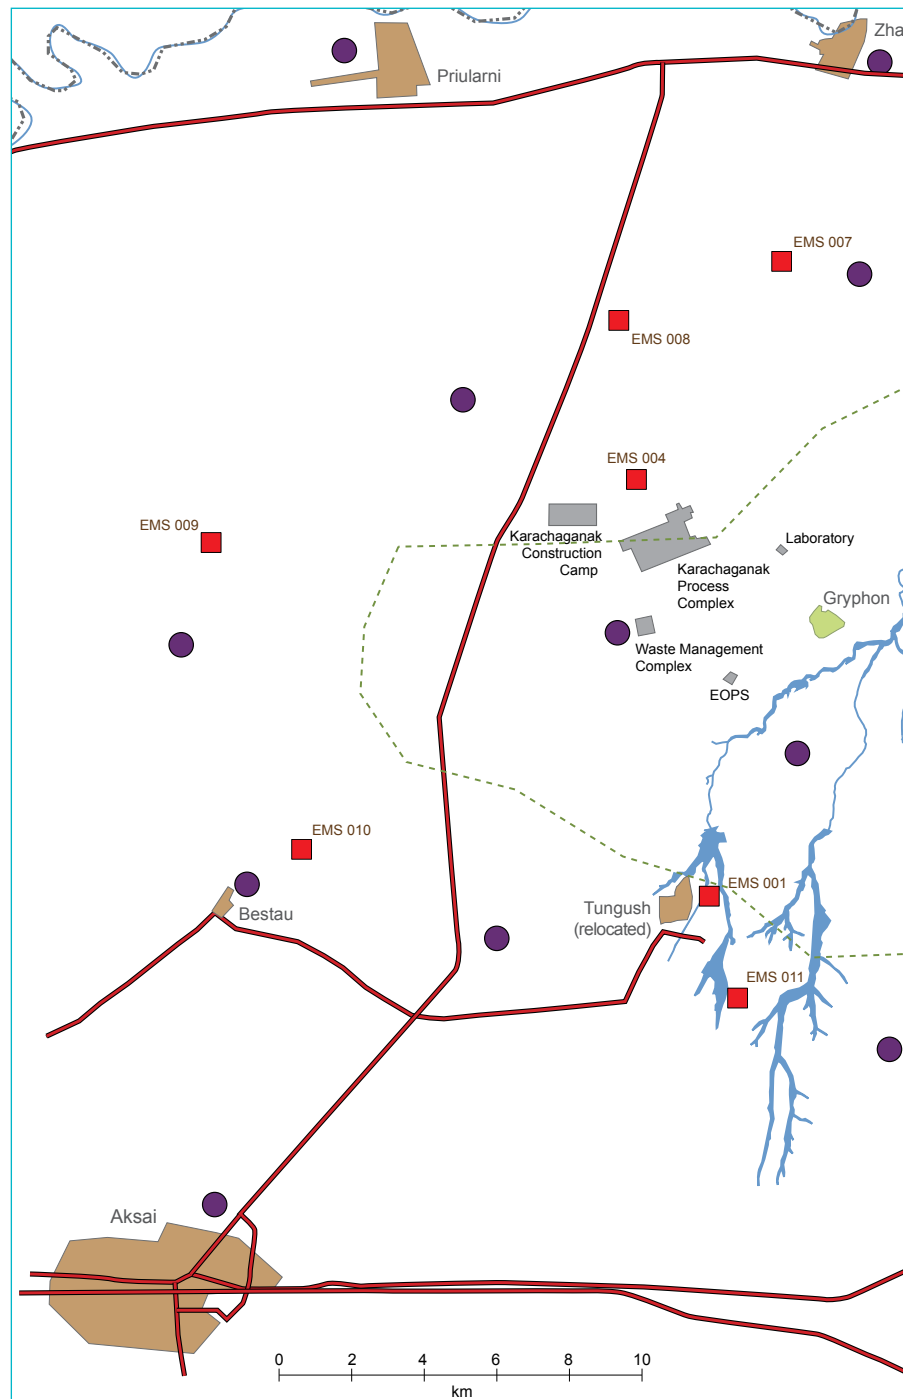 Zha
Priularni
EMS 007
EMS 008
EMS 004
EMS 009
Karachaganak
Construction
Camp
Laboratory
Karachaganak
Process
Complex
Gryphon
Waste Management
Complex
EOPS
EMS 010
EMS 001
Bestau
Tungush
(relocated)
EMS 011
Aksai
0 2 4 6 8 10
km